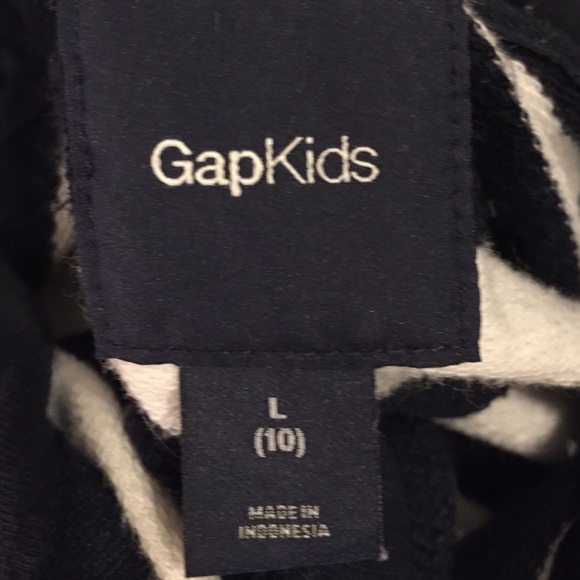 GapKids
L
(10)
MADE IN
INDONESIA